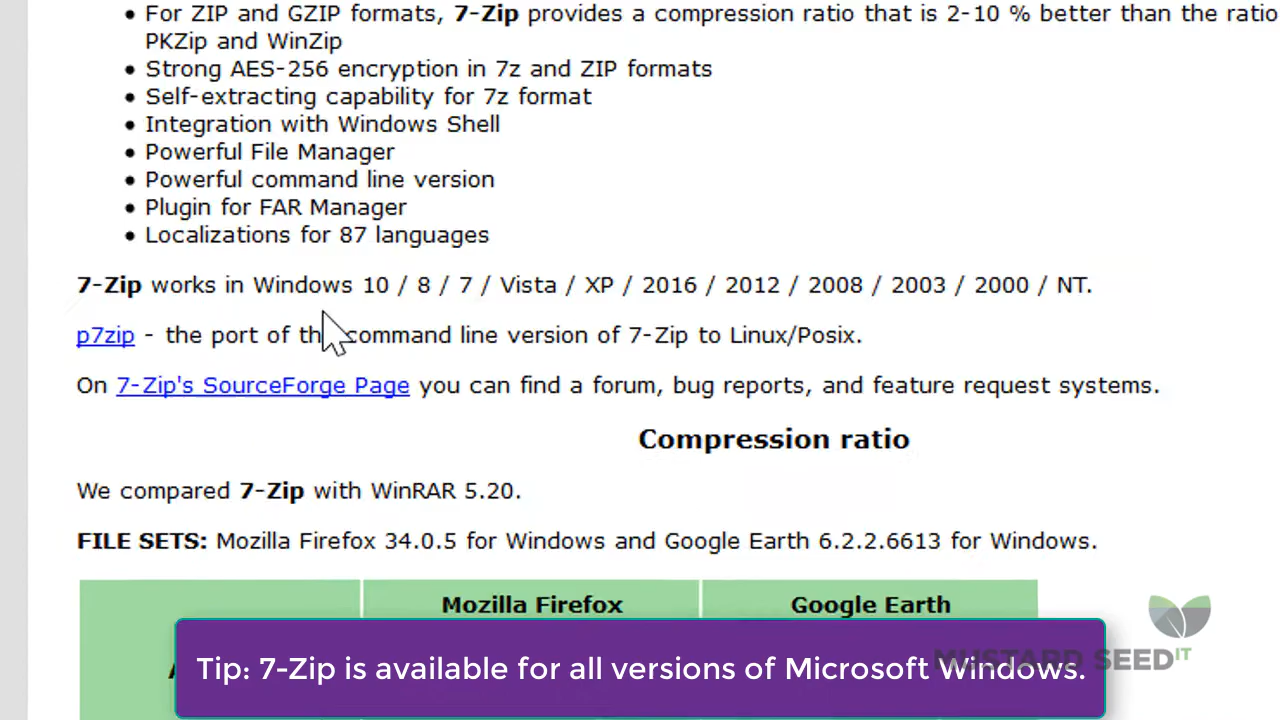 For ZIP and GZIP formats, 7-Zip provides a compression ratio that is 2-10 % better than the ratio
PKZip and WinZip
Strong AES-256 encryption in 7z and ZIP formats
Self-extracting capability for 7z format
Integration with Windows Shell
Powerful File Manager
Powerful command line version
Plugin for FAR Manager
Localizations for 87 languages
7-Zip works in Windows 10 / 8 / 7 / Vista / XP / 2016 / 2012 / 2008 / 2003 / 2000 / NT.
p7zip - the port of the command line version of 7-Zip to Linux/Posix.
On 7-Zip's SourceForge Page you can find a forum, bug reports, and feature request systems.
Compression ratio
We compared 7-Zip with WinRAR 5.20.
FILE SETS: Mozilla Firefox 34.0.5 for Windows and Google Earth 6.2.2.6613 for Windows.
Mozilla Firefox Google Earth
Tip: 7-Zip is available for all versions of Microsoft Windows.
MUSTARD SEEDIT